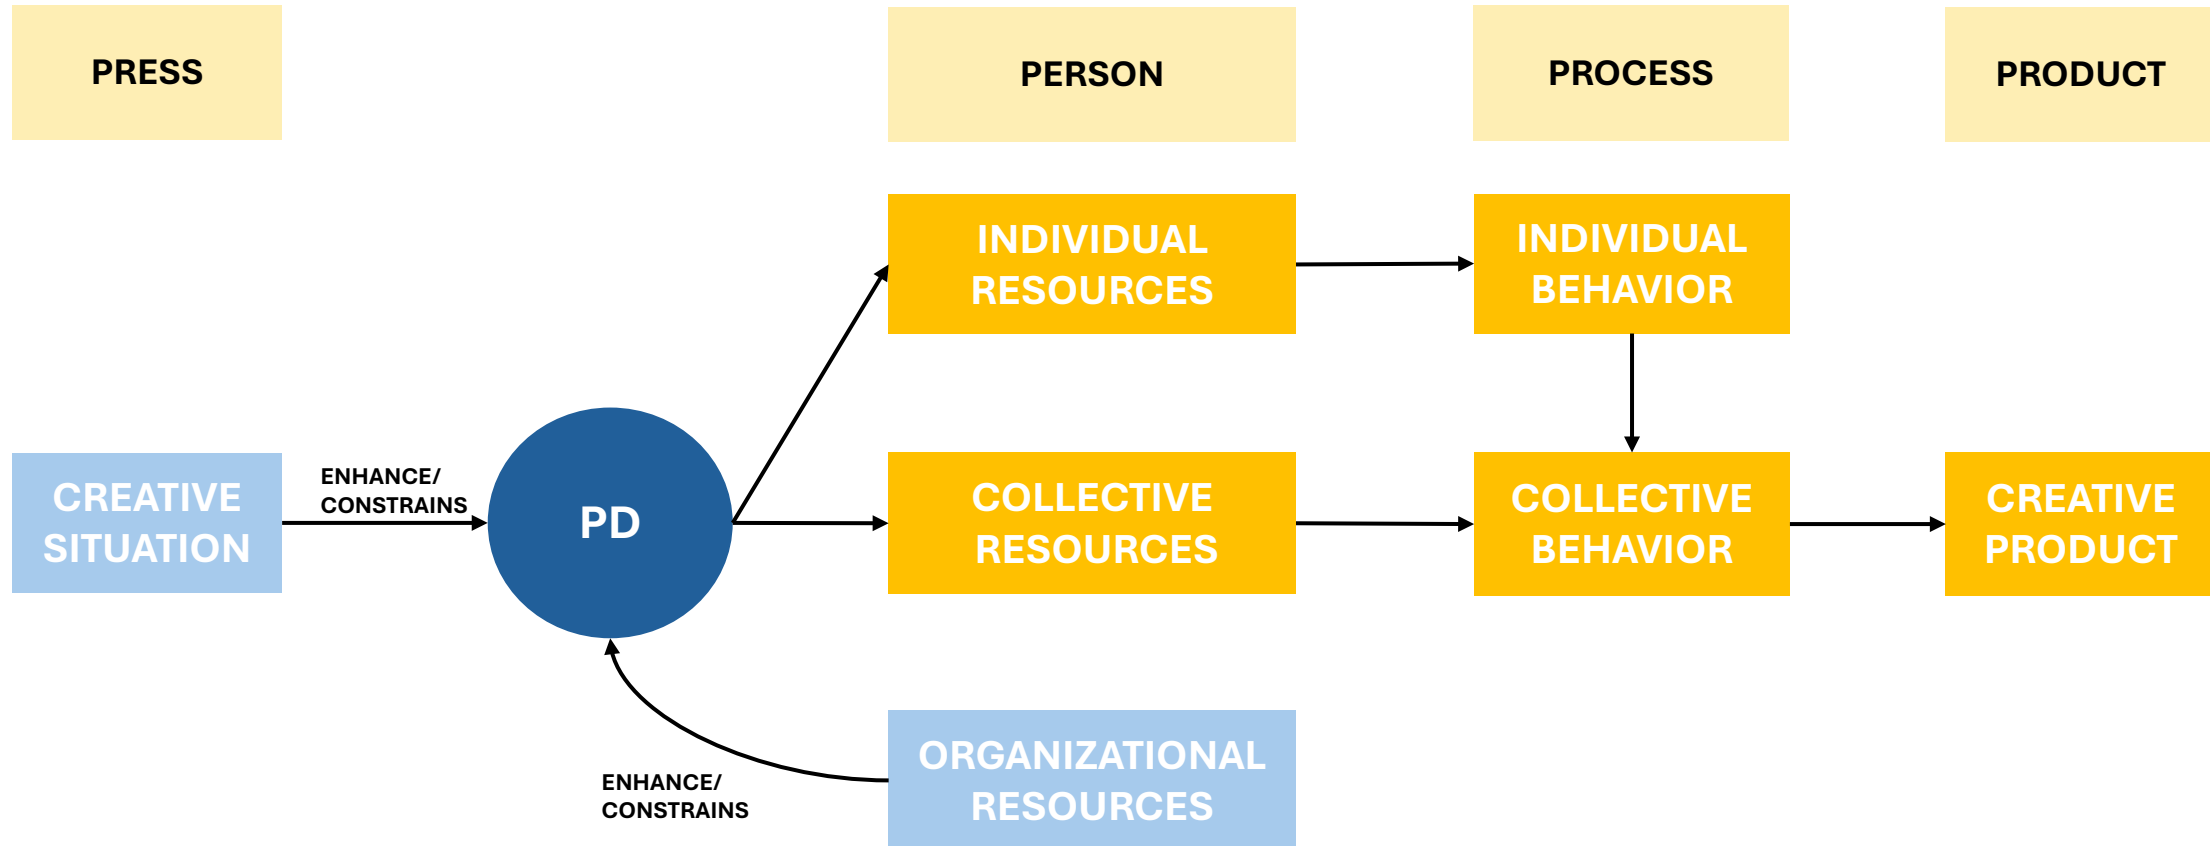 PRESS
PERSON
PROCESS
PRODUCT
INDIVIDUAL
RESOURCES
INDIVIDUAL
BEHAVIOR
CREATIVE
SITUATION
ENHANCE/
CONSTRAINS
PD
COLLECTIVE
RESOURCES
COLLECTIVE
BEHAVIOR
CREATIVE
PRODUCT
ENHANCE/
CONSTRAINS
ORGANIZATIONAL
RESOURCES